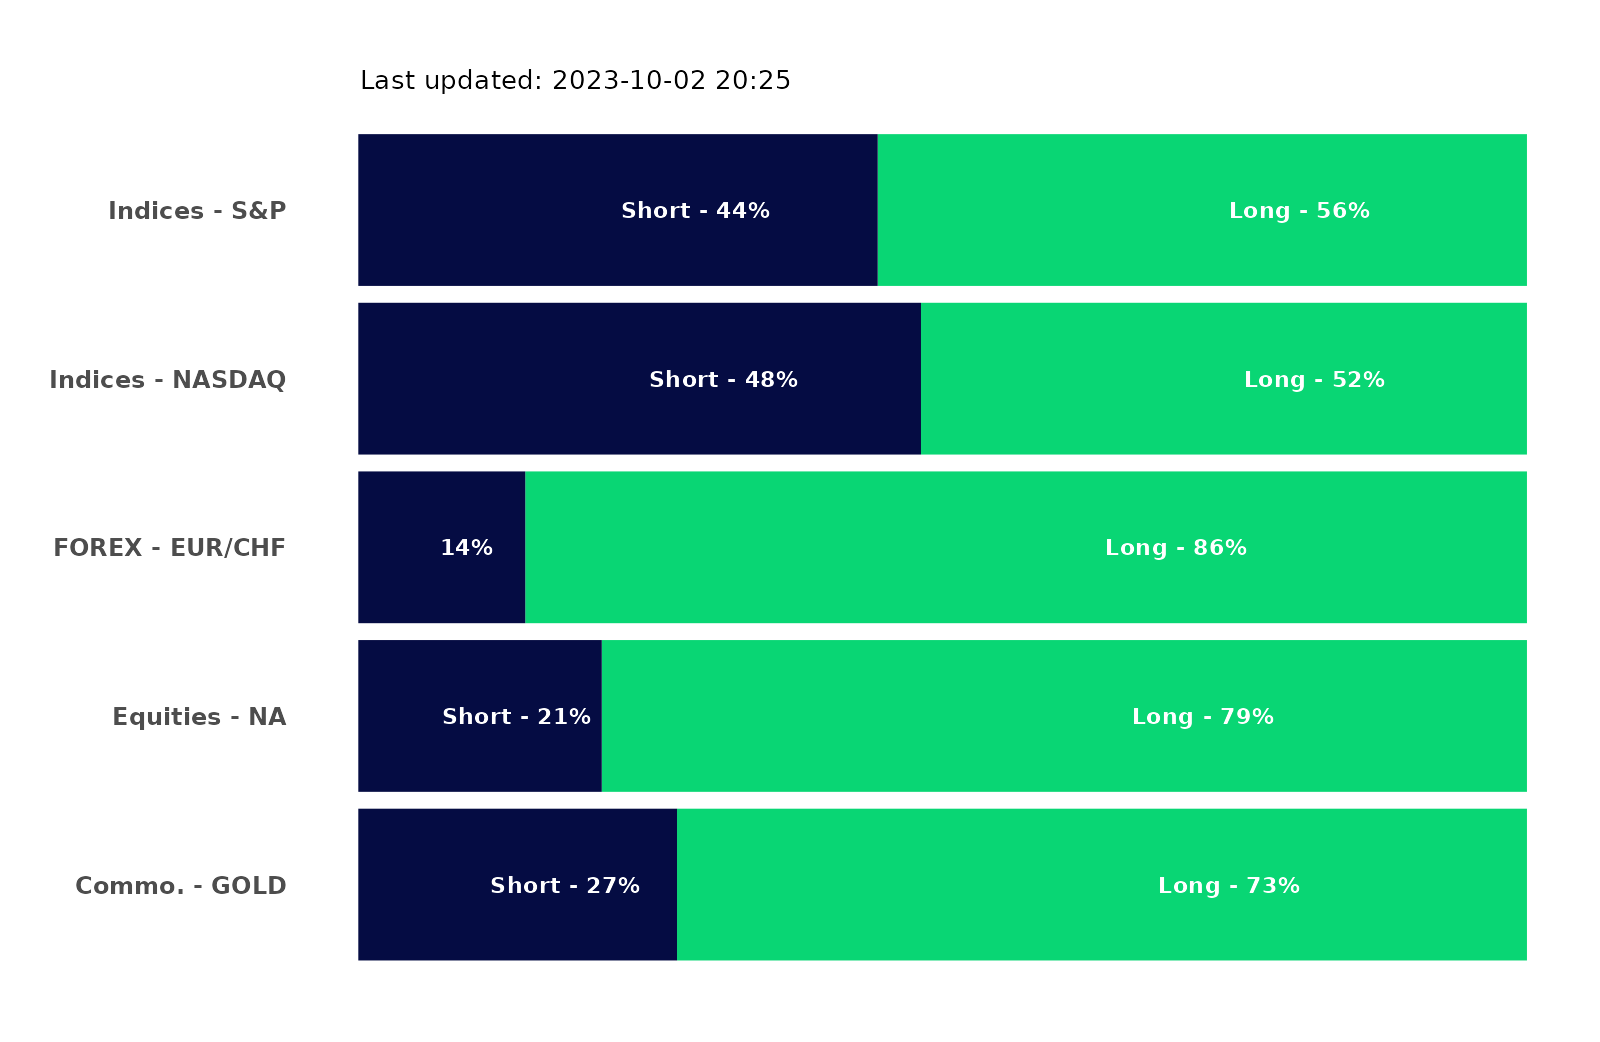 Last updated: 2023-10-02 20:25
Indices - S&P Short - 44% Long - 56%
Indices - NASDAQ Short - 48% Long - 52%
FOREX - EUR/CHF 14% Long - 86%
Equities - NA Short - 21% Long - 79%
Commo. - GOLD Short - 27% Long - 73%